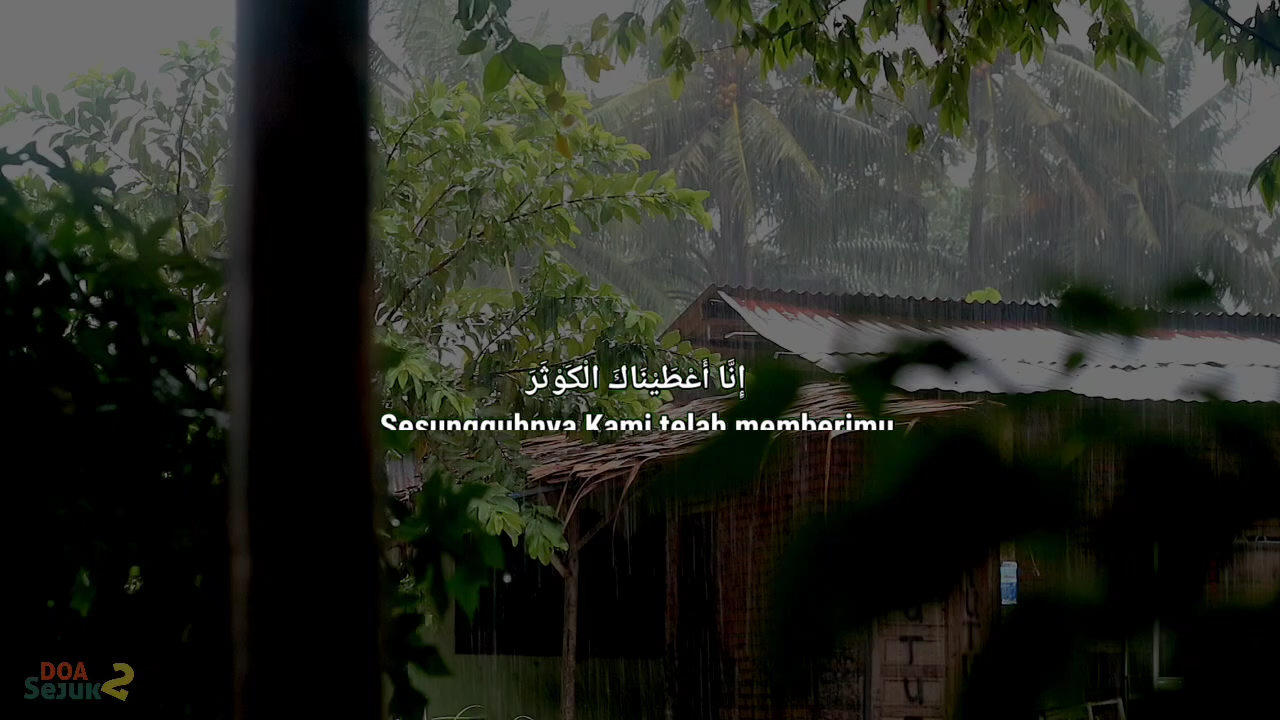 إِنَّا أَعْطَيْنَاكَ الْكَوْثَرَ
Sesungguhnya Kami telah memberimu
DOA
SeJUK2